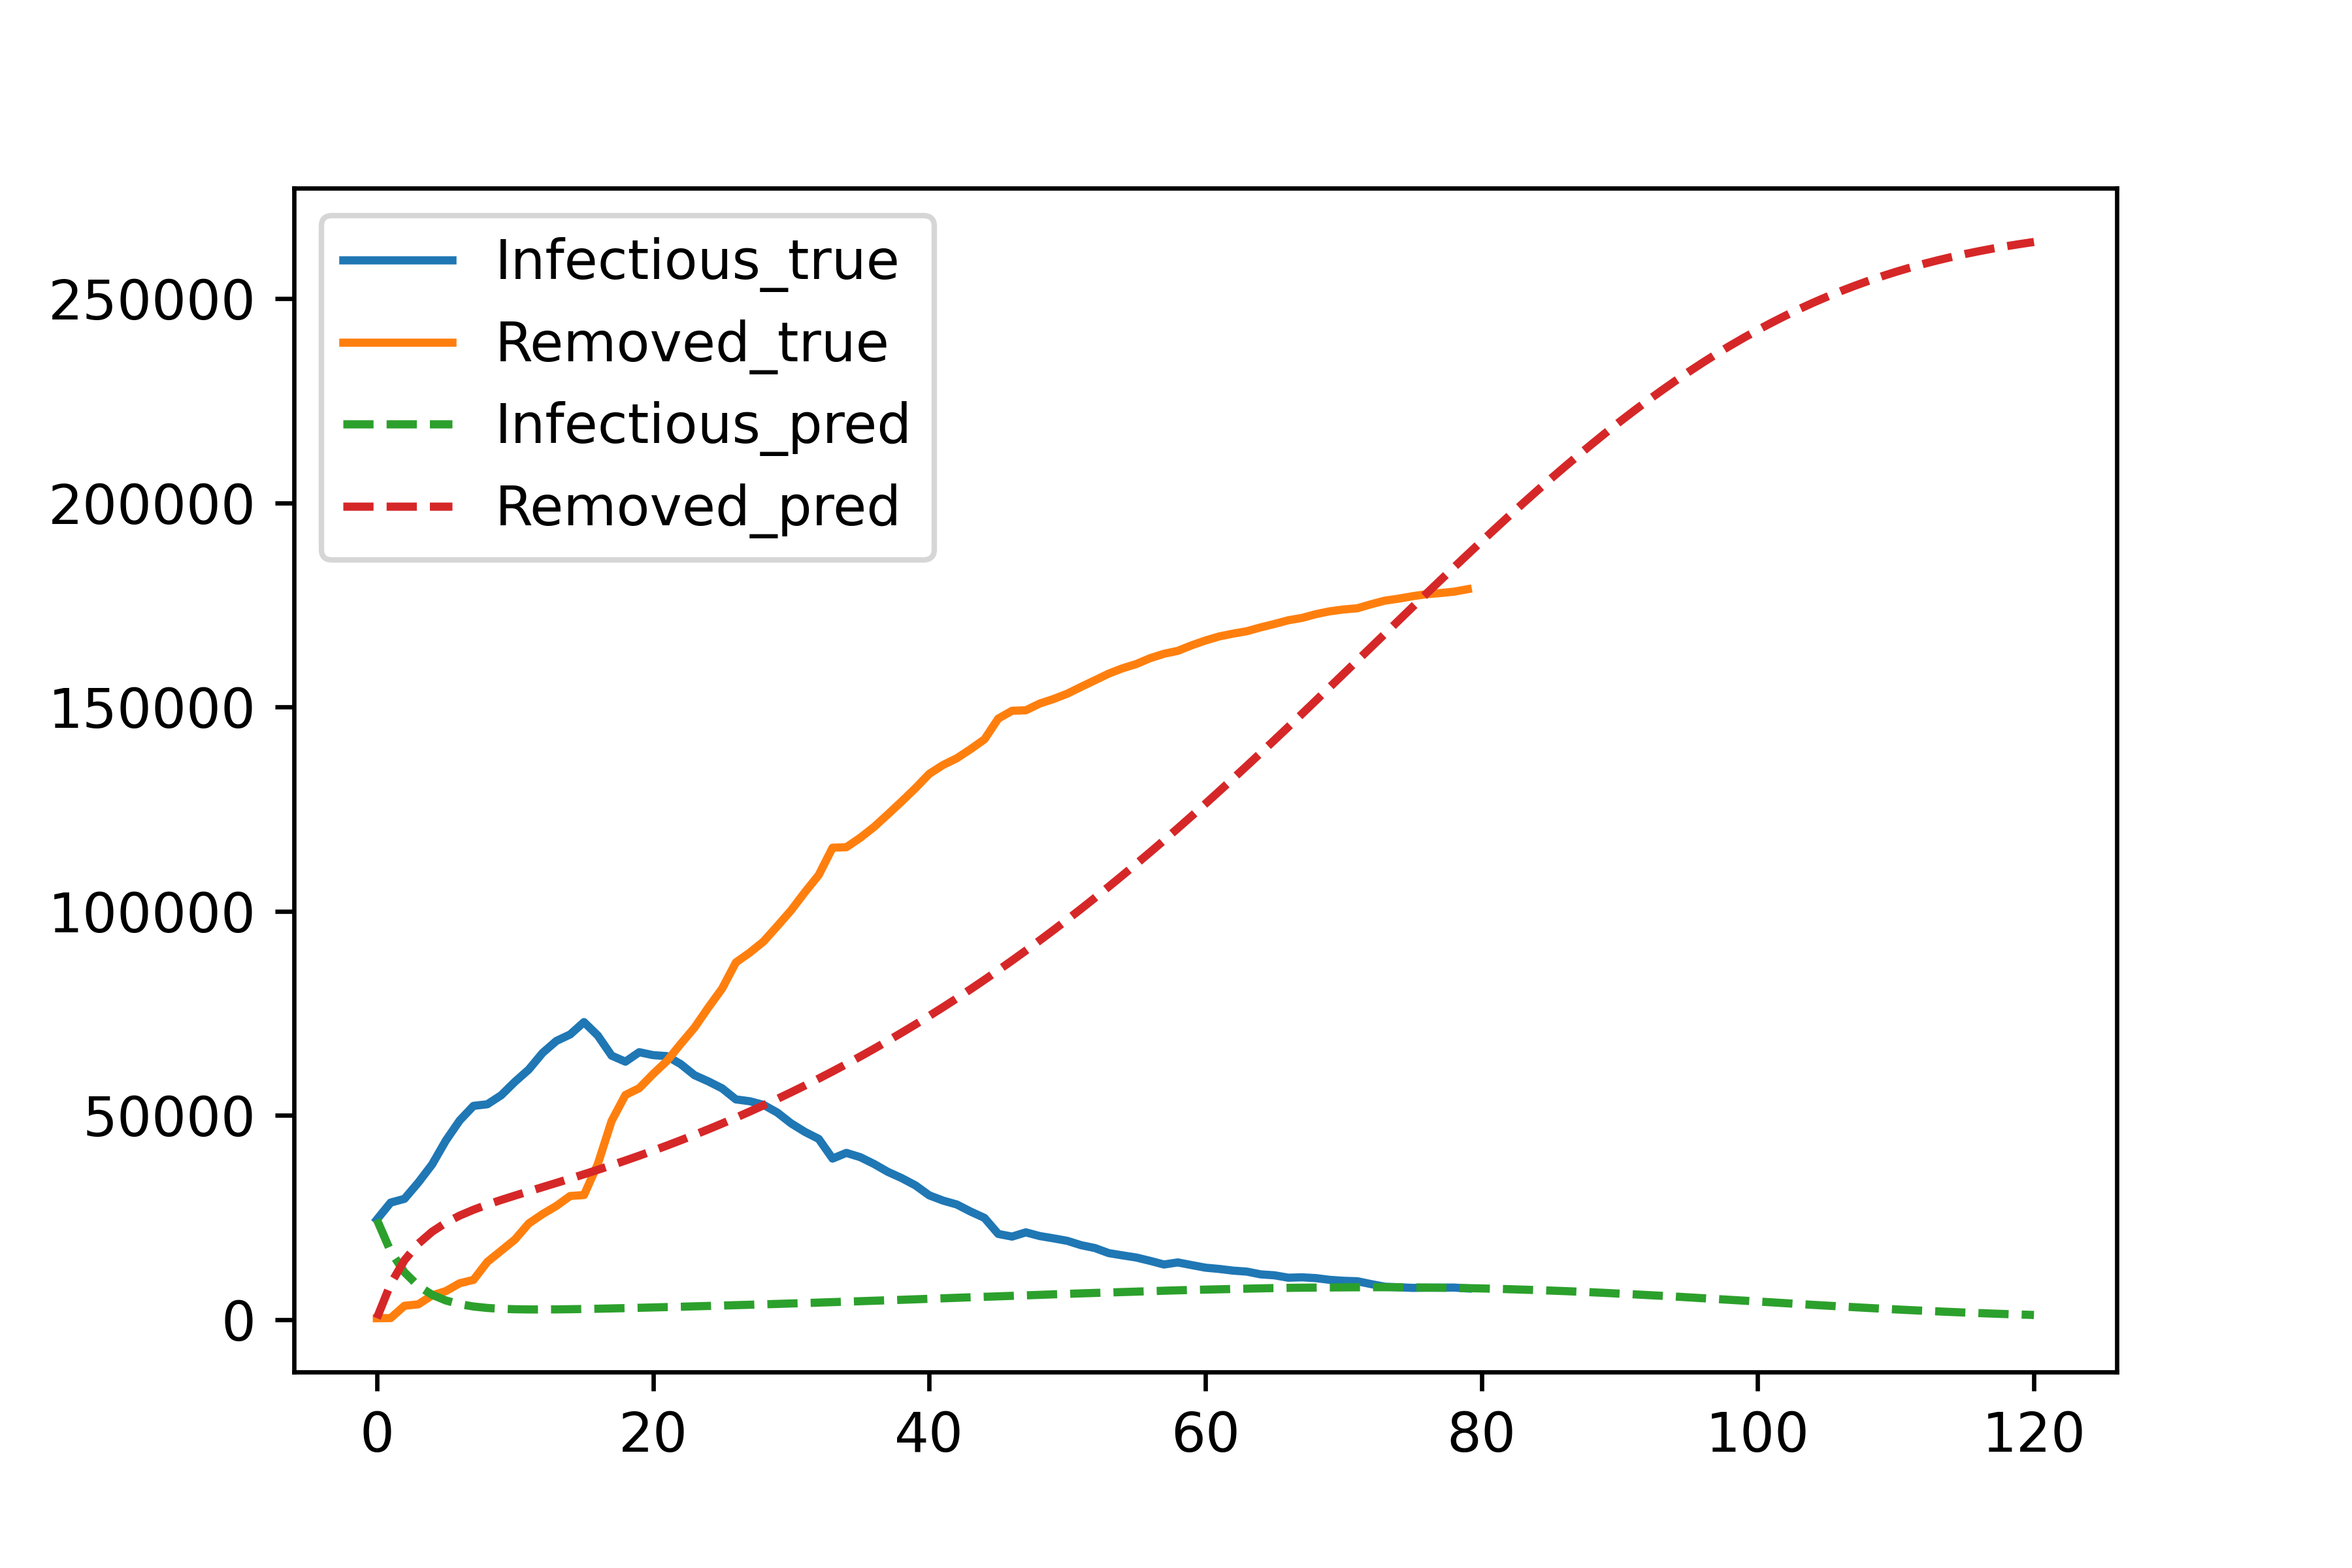 Infectious_true
Removed_true
Infectious_pred
Removed_pred
250000
200000
150000
100000
50000
0
0 20 40 60 80 100 120